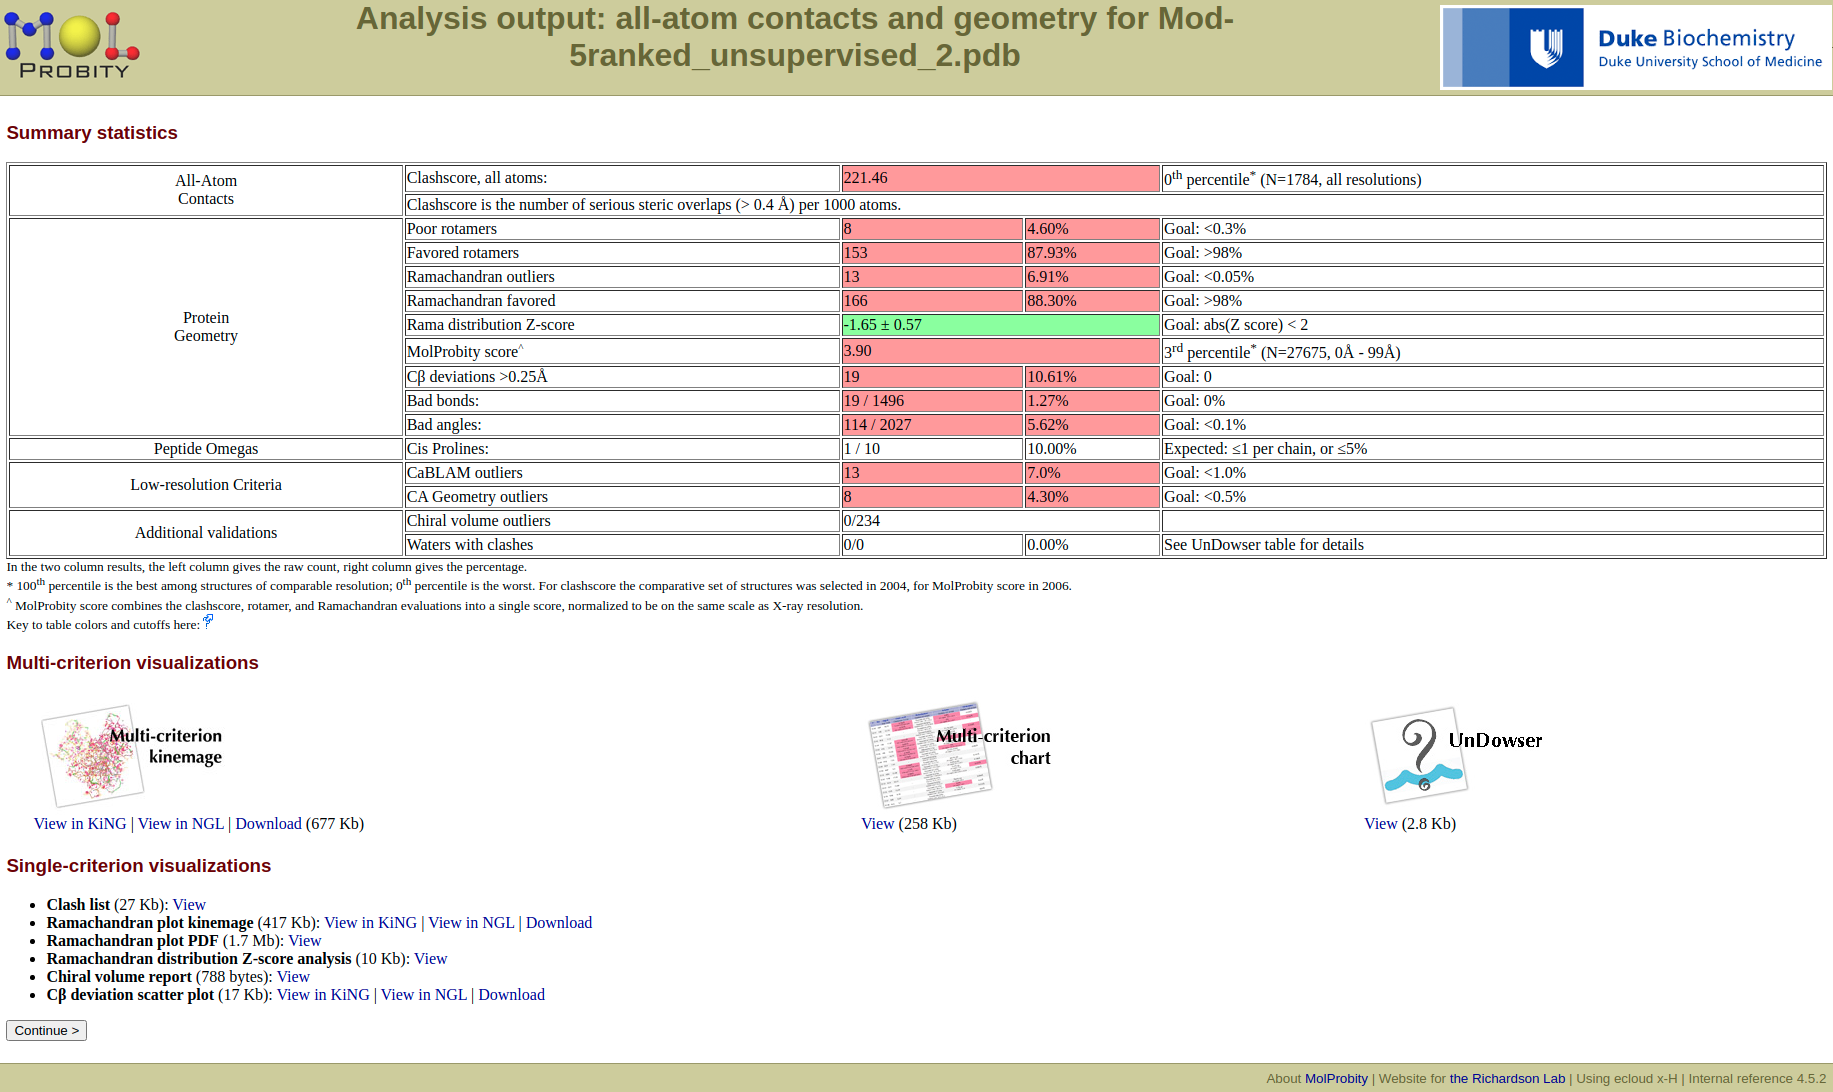 MOL
PROBITY
Analysis output: all-atom contacts and geometry for Mod-
5ranked_unsupervised_2.pdb
Duke Biochemistry
Duke University School of Medicine
Summary statistics
All-Atom
Contacts
Clashscore, all atoms: 221.46 0th percentile* (N=1784, all resolutions)
Clashscore is the number of serious steric overlaps (> 0.4 Å) per 1000 atoms.
Protein
Geometry
Poor rotamers 8 4.60% Goal: <0.3%
Favored rotamers 153 87.93% Goal: >98%
Ramachandran outliers 13 6.91% Goal: <0.05%
Ramachandran favored 166 88.30% Goal: >98%
Rama distribution Z-score -1.65 ± 0.57 Goal: abs(Z score) < 2
MolProbity score^ 3.90 3rd percentile* (N=27675, 0Å - 99Å)
Cβ deviations >0.25Å 19 10.61% Goal: 0
Bad bonds: 19 / 1496 1.27% Goal: 0%
Bad angles: 114 / 2027 5.62% Goal: <0.1%
Peptide Omegas Cis Prolines: 1 / 10 10.00% Expected: ≤1 per chain, or ≤5%
Low-resolution Criteria
CaBLAM outliers 13 7.0% Goal: <1.0%
CA Geometry outliers 8 4.30% Goal: <0.5%
Additional validations
Chiral volume outliers 0/234
Waters with clashes 0/0 0.00% See UnDowser table for details
In the two column results, the left column gives the raw count, right column gives the percentage.
* 100th percentile is the best among structures of comparable resolution; 0th percentile is the worst. For clashscore the comparative set of structures was selected in 2004, for MolProbity score in 2006.
^ MolProbity score combines the clashscore, rotamer, and Ramachandran evaluations into a single score, normalized to be on the same scale as X-ray resolution.
Key to table colors and cutoffs here: ?
Multi-criterion visualizations
Multi-criterion
kinemage
View in KiNG | View in NGL | Download (677 Kb)
Multi-criterion
chart
View (258 Kb)
UnDowser
View (2.8 Kb)
Single-criterion visualizations
• Clash list (27 Kb): View
• Ramachandran plot kinemage (417 Kb): View in KiNG | View in NGL | Download
• Ramachandran plot PDF (1.7 Mb): View
• Ramachandran distribution Z-score analysis (10 Kb): View
• Chiral volume report (788 bytes): View
• Cβ deviation scatter plot (17 Kb): View in KiNG | View in NGL | Download
Continue >
About MolProbity | Website for the Richardson Lab | Using ecloud x-H | Internal reference 4.5.2